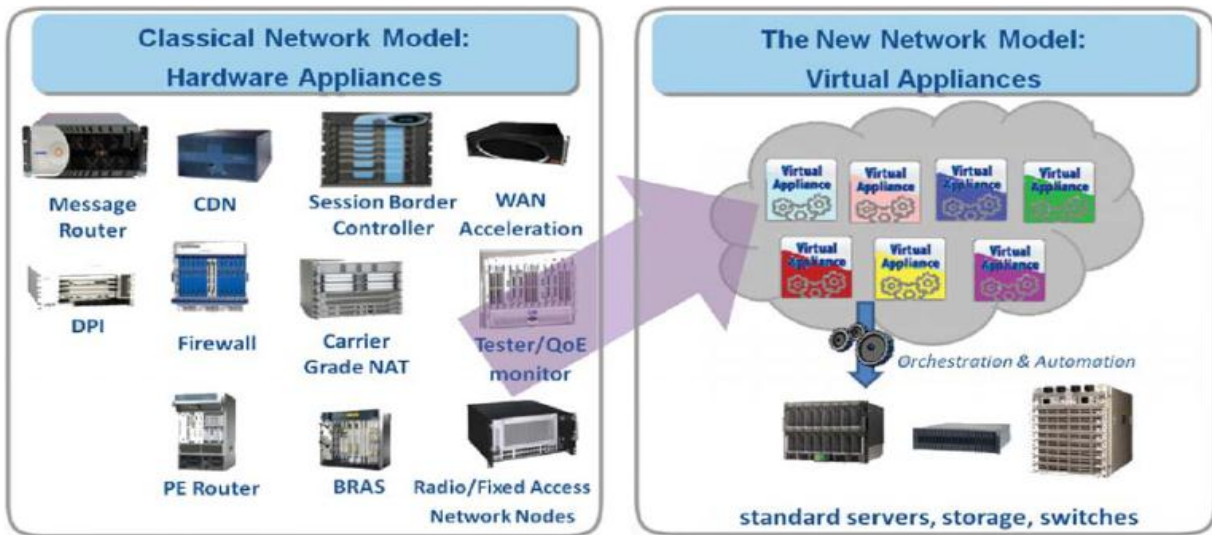 Classical Network Model:
Hardware Appliances
Message
Router
CDN
Session Border
Controller
WAN
Acceleration
DPI
Firewall
Carrier
Grade NAT
Tester/QoE
monitor
PE Router
BRAS
Radio/Fixed Access
Network Nodes
The New Network Model:
Virtual Appliances
Virtual
Appliance
Virtual
Appliance
Virtual
Appliance
Virtual
Appliance
Virtual
Appliance
Virtual
Appliance
Virtual
Appliance
Orchestration & Automation
standard servers, storage, switches